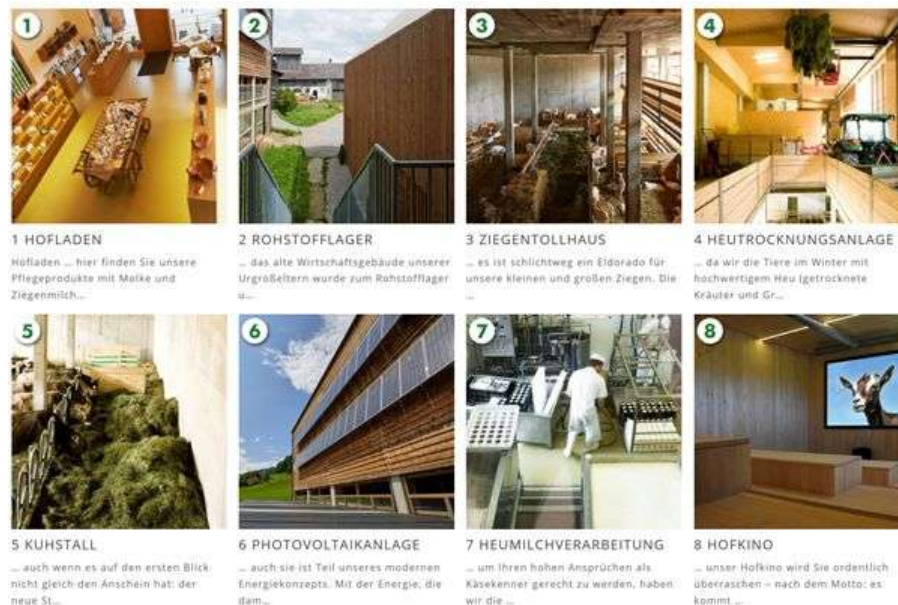 1
2
3
4
1 HOFLADEN
Hofladen ... hier finden Sie unsere
Pflegeprodukte mit Molke und
Ziegenmilch...
2 ROHSTOFFLAGER
... das alte Wirtschaftsgebäude unserer
Urgroßeltern wurde zum Rohstofflager
u...
3 ZIEGENTOLLHAUS
... es ist schlichtweg ein Eldorado für
unsere kleinen und großen Ziegen. Die
...
4 HEUTROCKNUNGSANLAGE
... da wir die Tiere im Winter mit
hochwertigem Heu (getrocknete
Kräuter und Gr...
5
6
7
8
5 KUHSTALL
... auch wenn es auf den ersten Blick
nicht gleich den Anschein hat: der
neue St...
6 PHOTOVOLTAIKANLAGE
... auch sie ist Teil unseres modernen
Energiekonzepts. Mit der Energie, die
dam...
7 HEUMILCHVERARBEITUNG
... um Ihren hohen Ansprüchen als
Käsekenner gerecht zu werden, haben
wir die ...
8 HOFKINO
... unser Hofkino wird Sie ordentlich
überraschen – nach dem Motto: es
kommt ...